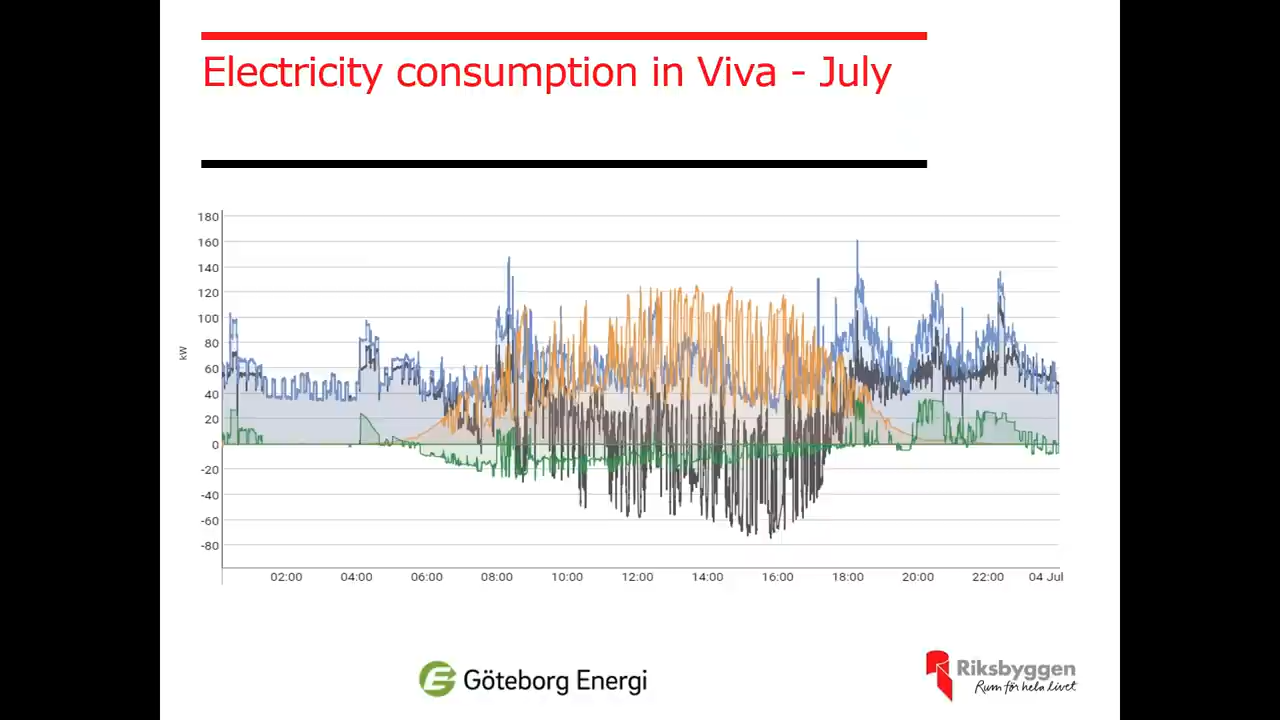 Electricity consumption in Viva - July
180
160
140
120
100
80
60
40
20
0
-20
-40
-60
-80
kW
02:00 04:00 06:00 08:00 10:00 12:00 14:00 16:00 18:00 20:00 22:00 04 Jul
Göteborg Energi
Riksbyggen
Rum för hela livet